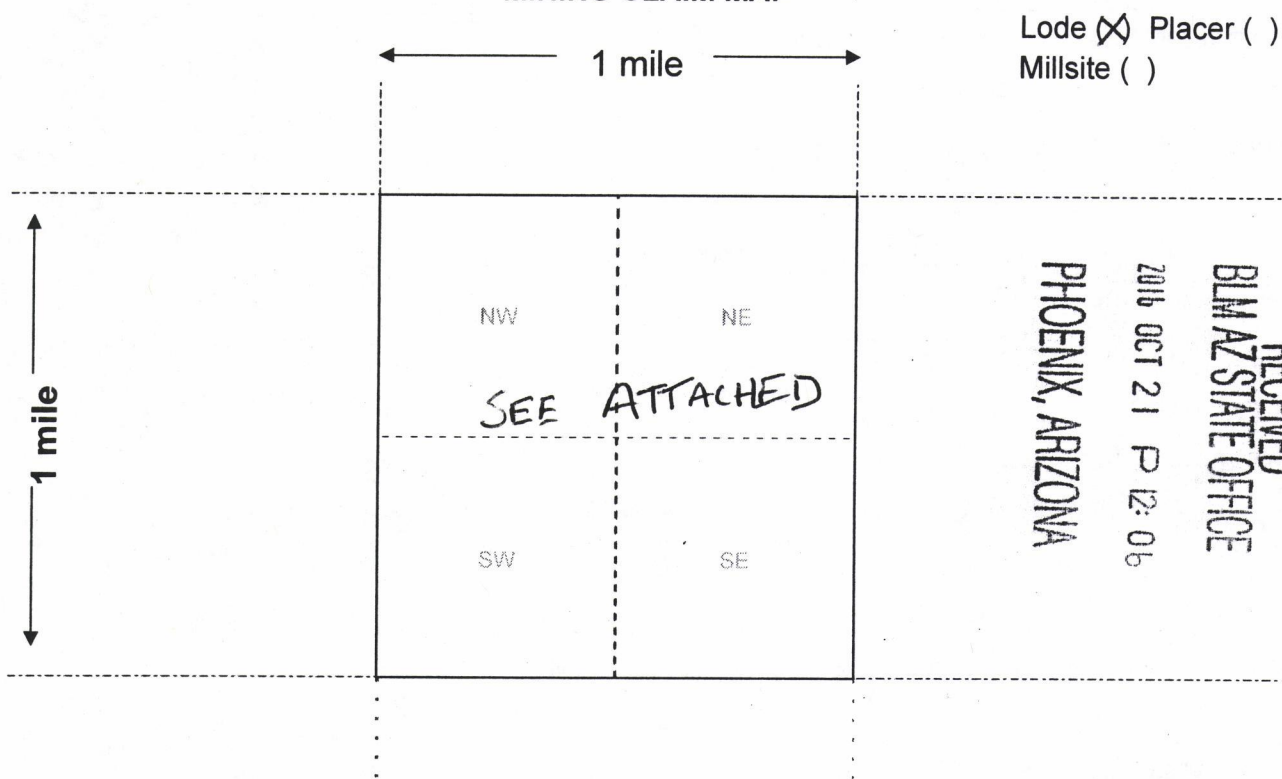 Lode (X) Placer ( )
Millsite ( )
1 mile
1 mile
NW NE
SEE ATTACHED
SW SE
RECEIVED
BLM AZ STATE OFFICE
2016 OCT 21 P 12:06
PHOENIX, ARIZONA